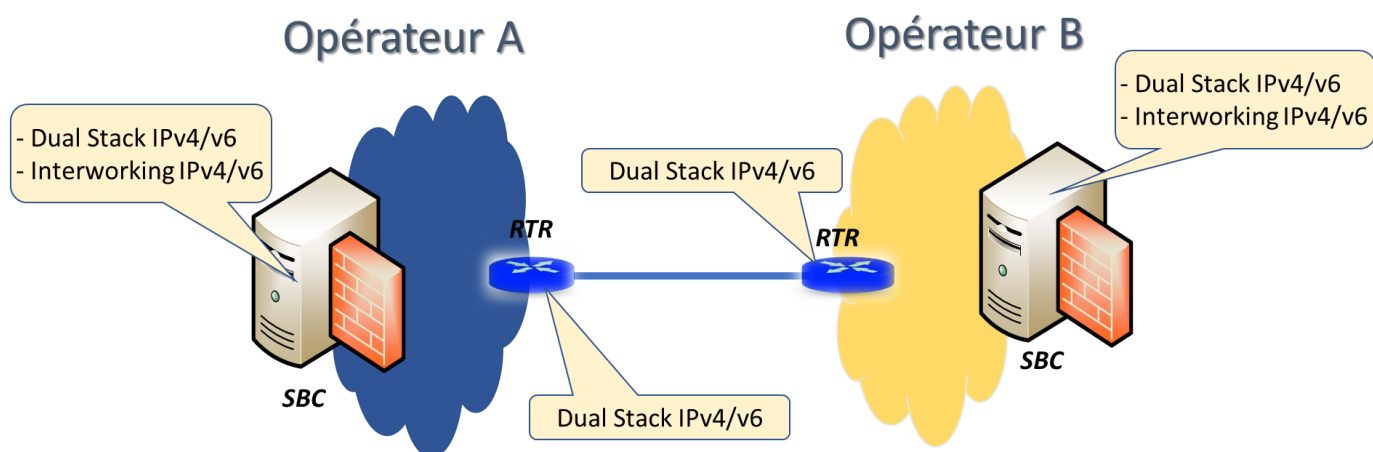 Opérateur A
Opérateur B
- Dual Stack IPv4/v6
- Interworking IPv4/v6
- Dual Stack IPv4/v6
- Interworking IPv4/v6
Dual Stack IPv4/v6
RTR
RTR
SBC
SBC
Dual Stack IPv4/v6